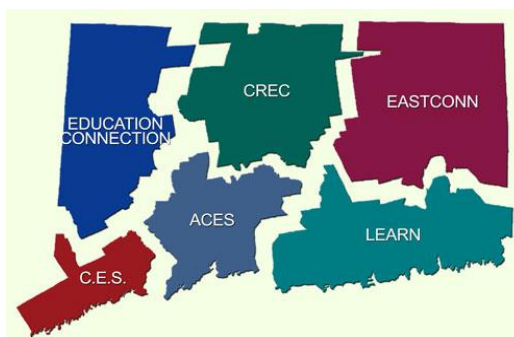 CREC
EASTCONN
EDUCATION
CONNECTION
ACES
LEARN
C.E.S.